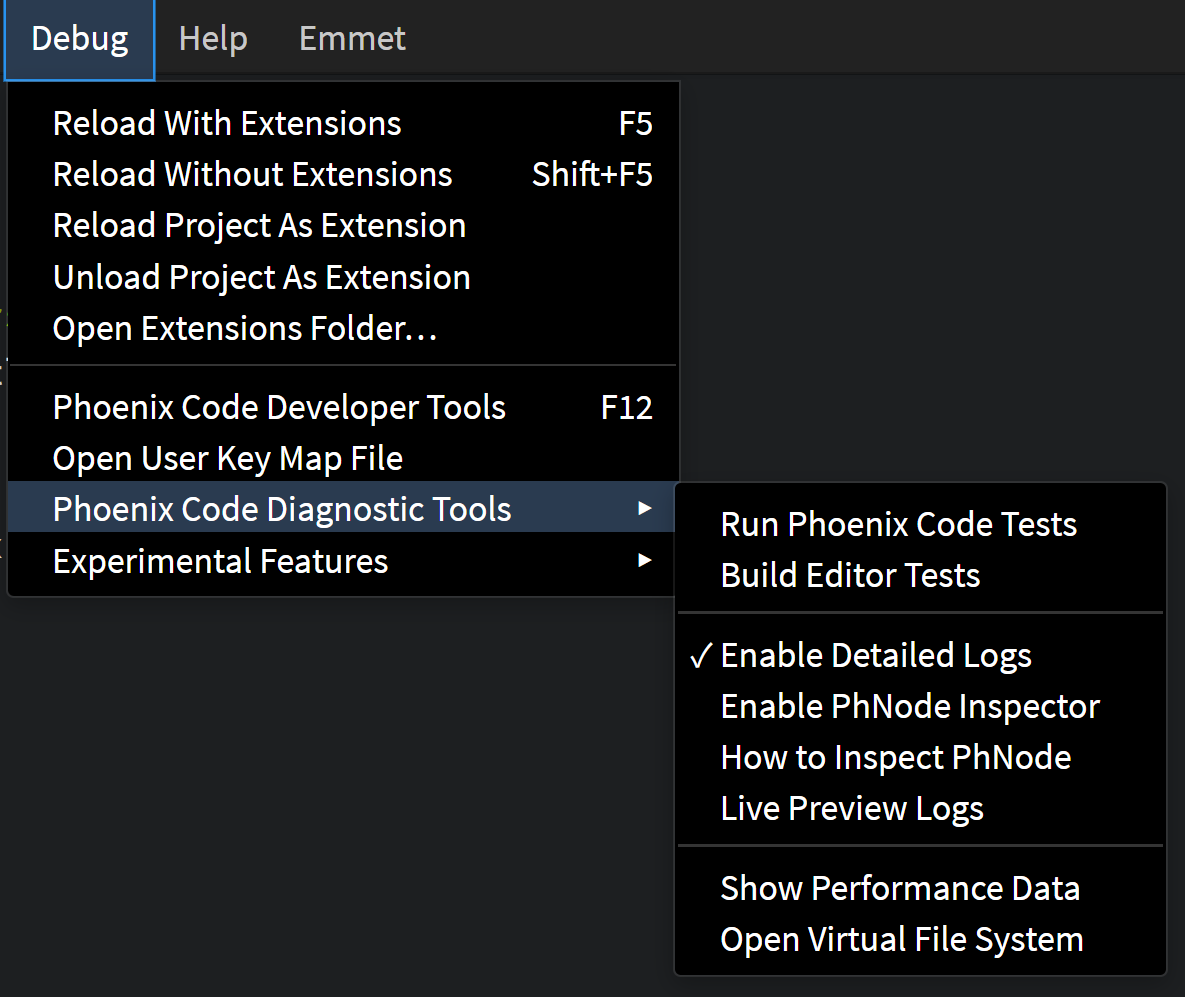 Debug Help Emmet
Reload With Extensions F5
Reload Without Extensions Shift+F5
Reload Project As Extension
Unload Project As Extension
Open Extensions Folder…
Phoenix Code Developer Tools F12
Open User Key Map File
Phoenix Code Diagnostic Tools
Experimental Features
Run Phoenix Code Tests
Build Editor Tests
✓ Enable Detailed Logs
Enable PhNode Inspector
How to Inspect PhNode
Live Preview Logs
Show Performance Data
Open Virtual File System